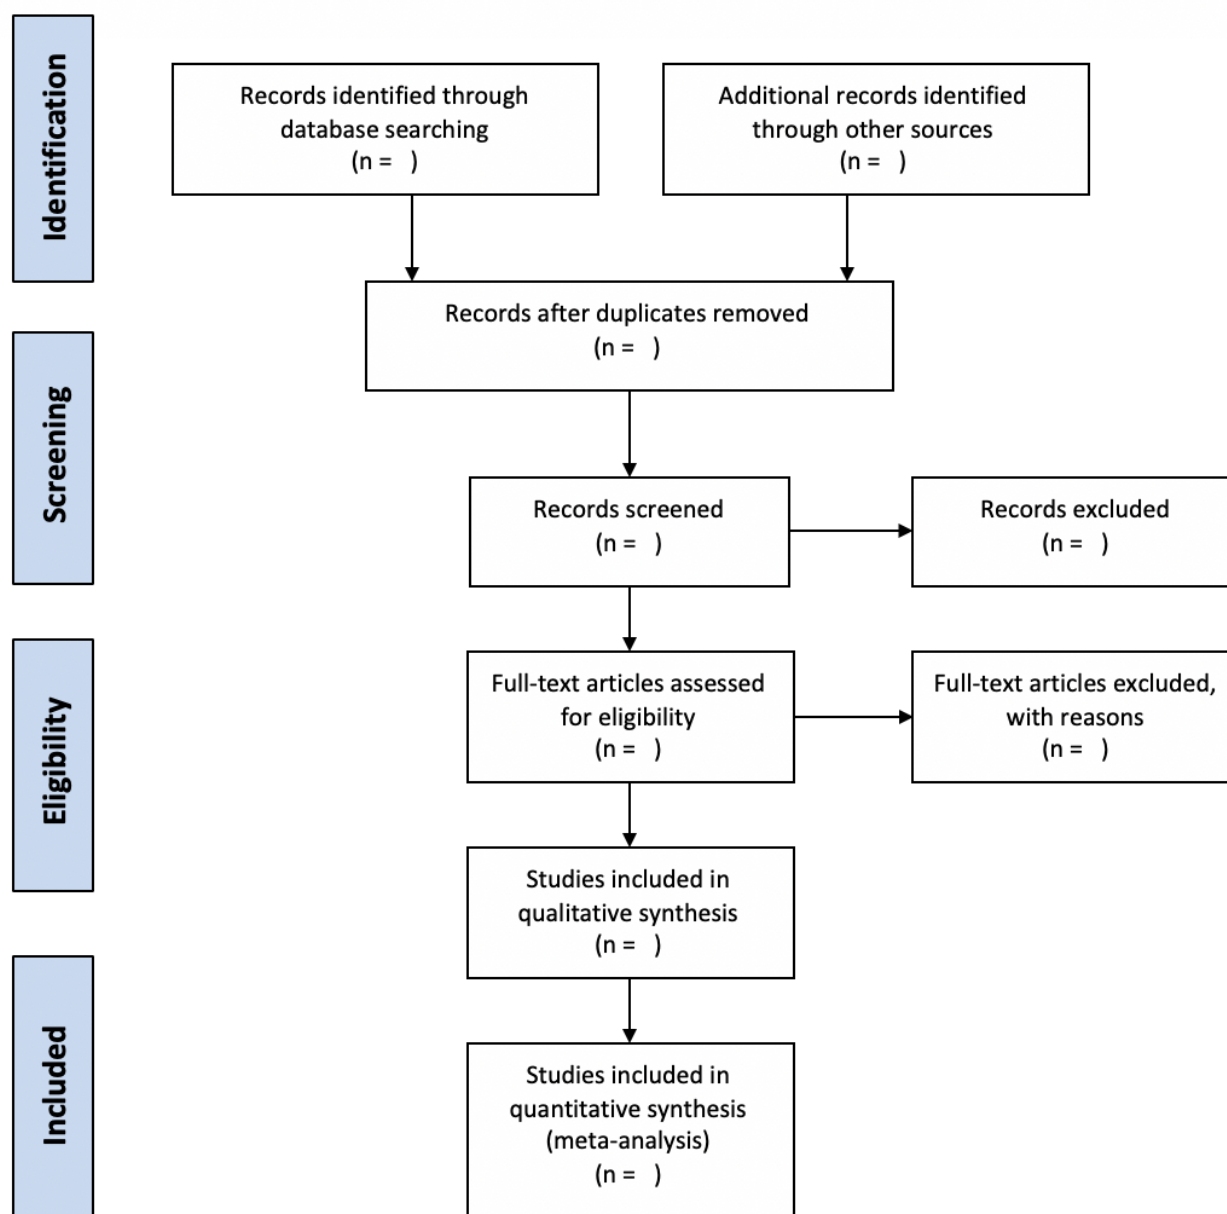 Identification
Records identified through
database searching
(n =   )
Additional records identified
through other sources
(n =   )
Records after duplicates removed
(n =   )
Screening
Records screened
(n =   )
Records excluded
(n =   )
Eligibility
Full-text articles assessed
for eligibility
(n =   )
Full-text articles excluded,
with reasons
(n =   )
Studies included in
qualitative synthesis
(n =   )
Included
Studies included in
quantitative synthesis
(meta-analysis)
(n =   )